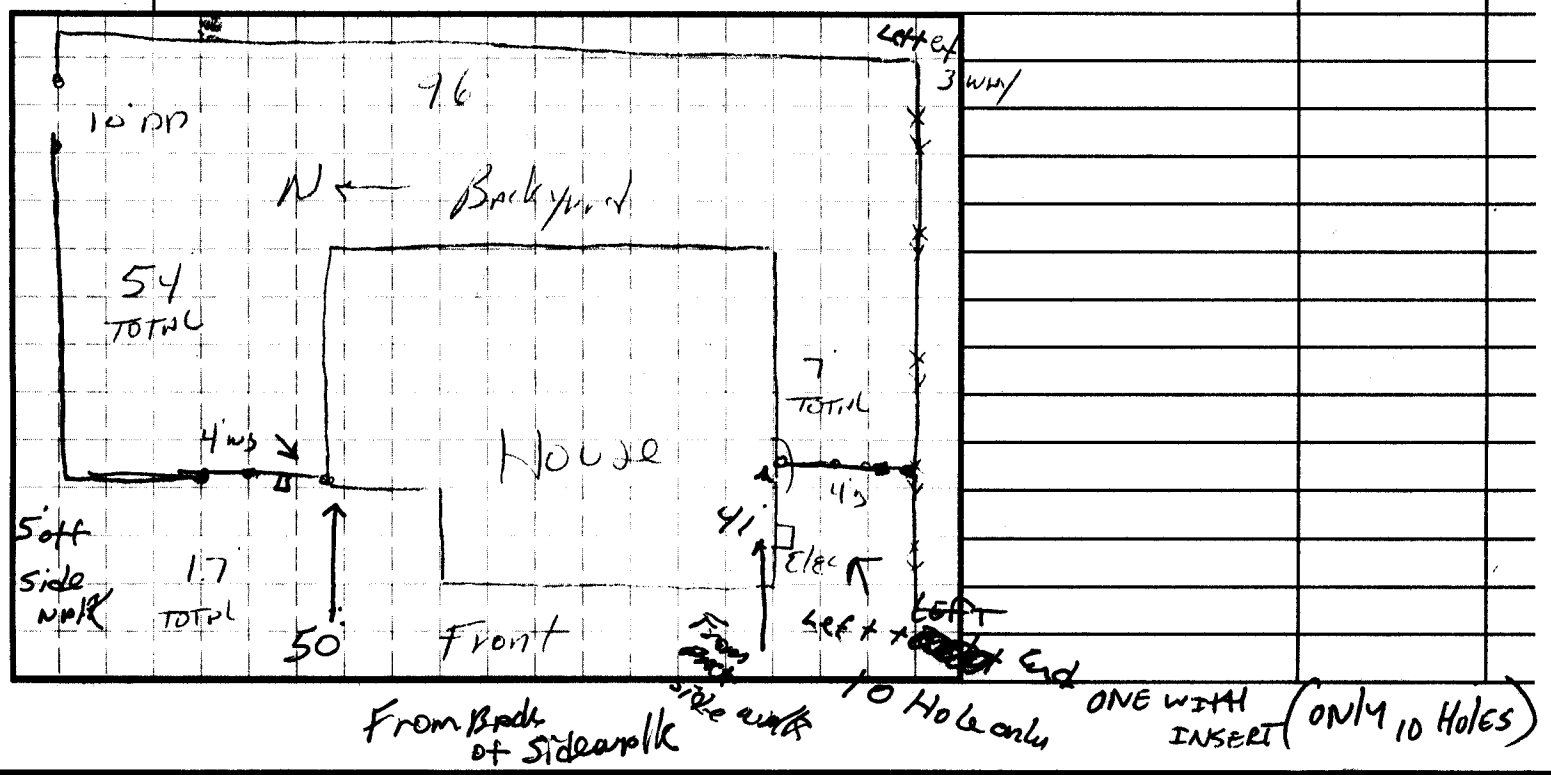 Left ex
3 way
96
10' DD
N ← Backyard
54
TOTAL
7'
TOTAL
4' ws
House
4's
5' off
side
walk
41'
Elec
17
TOTAL
LEFT
50'
Front
From
Left
End
side walk
10 Hole only
ONE WITH
INSERT (ONLY 10 HOLES)
From Back
of Sidewalk